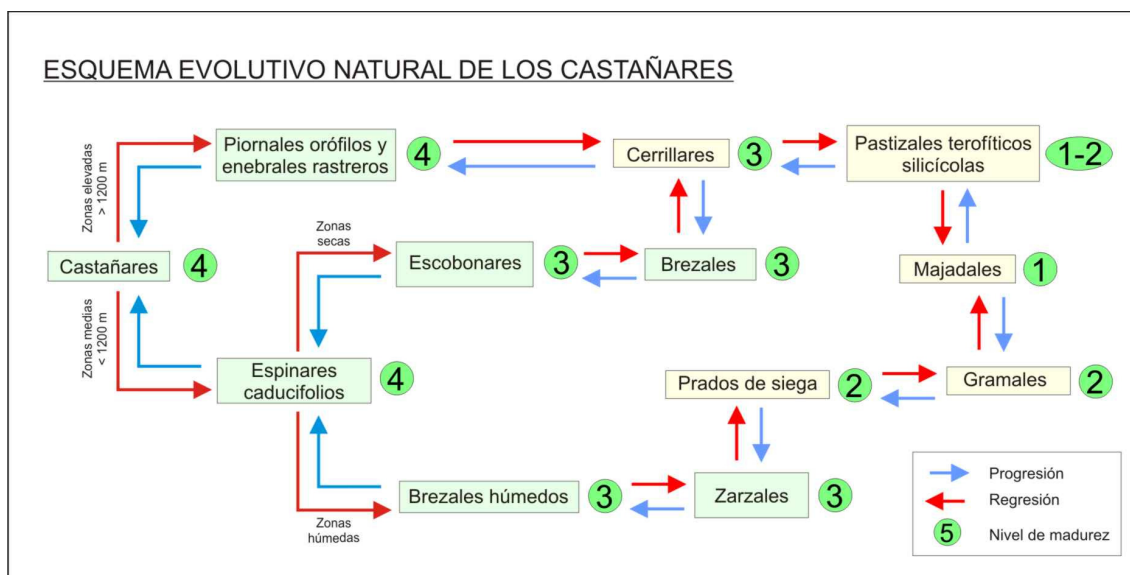 ESQUEMA EVOLUTIVO NATURAL DE LOS CASTAÑARES
Zonas elevadas
> 1200 m
Piornales orófilos y
enebrales rastreros
4
Cerrillares
3
Pastizales terofíticos
silicícolas
1-2
Castañares
4
Zonas
secas
Escobonares
3
Brezales
3
Majadales
1
Zonas medias
< 1200 m
Espinares
caducifolios
4
Prados de siega
2
Gramales
2
Brezales húmedos
3
Zarzales
3
Zonas
húmedas
Progresión
Regresión
5
Nivel de madurez